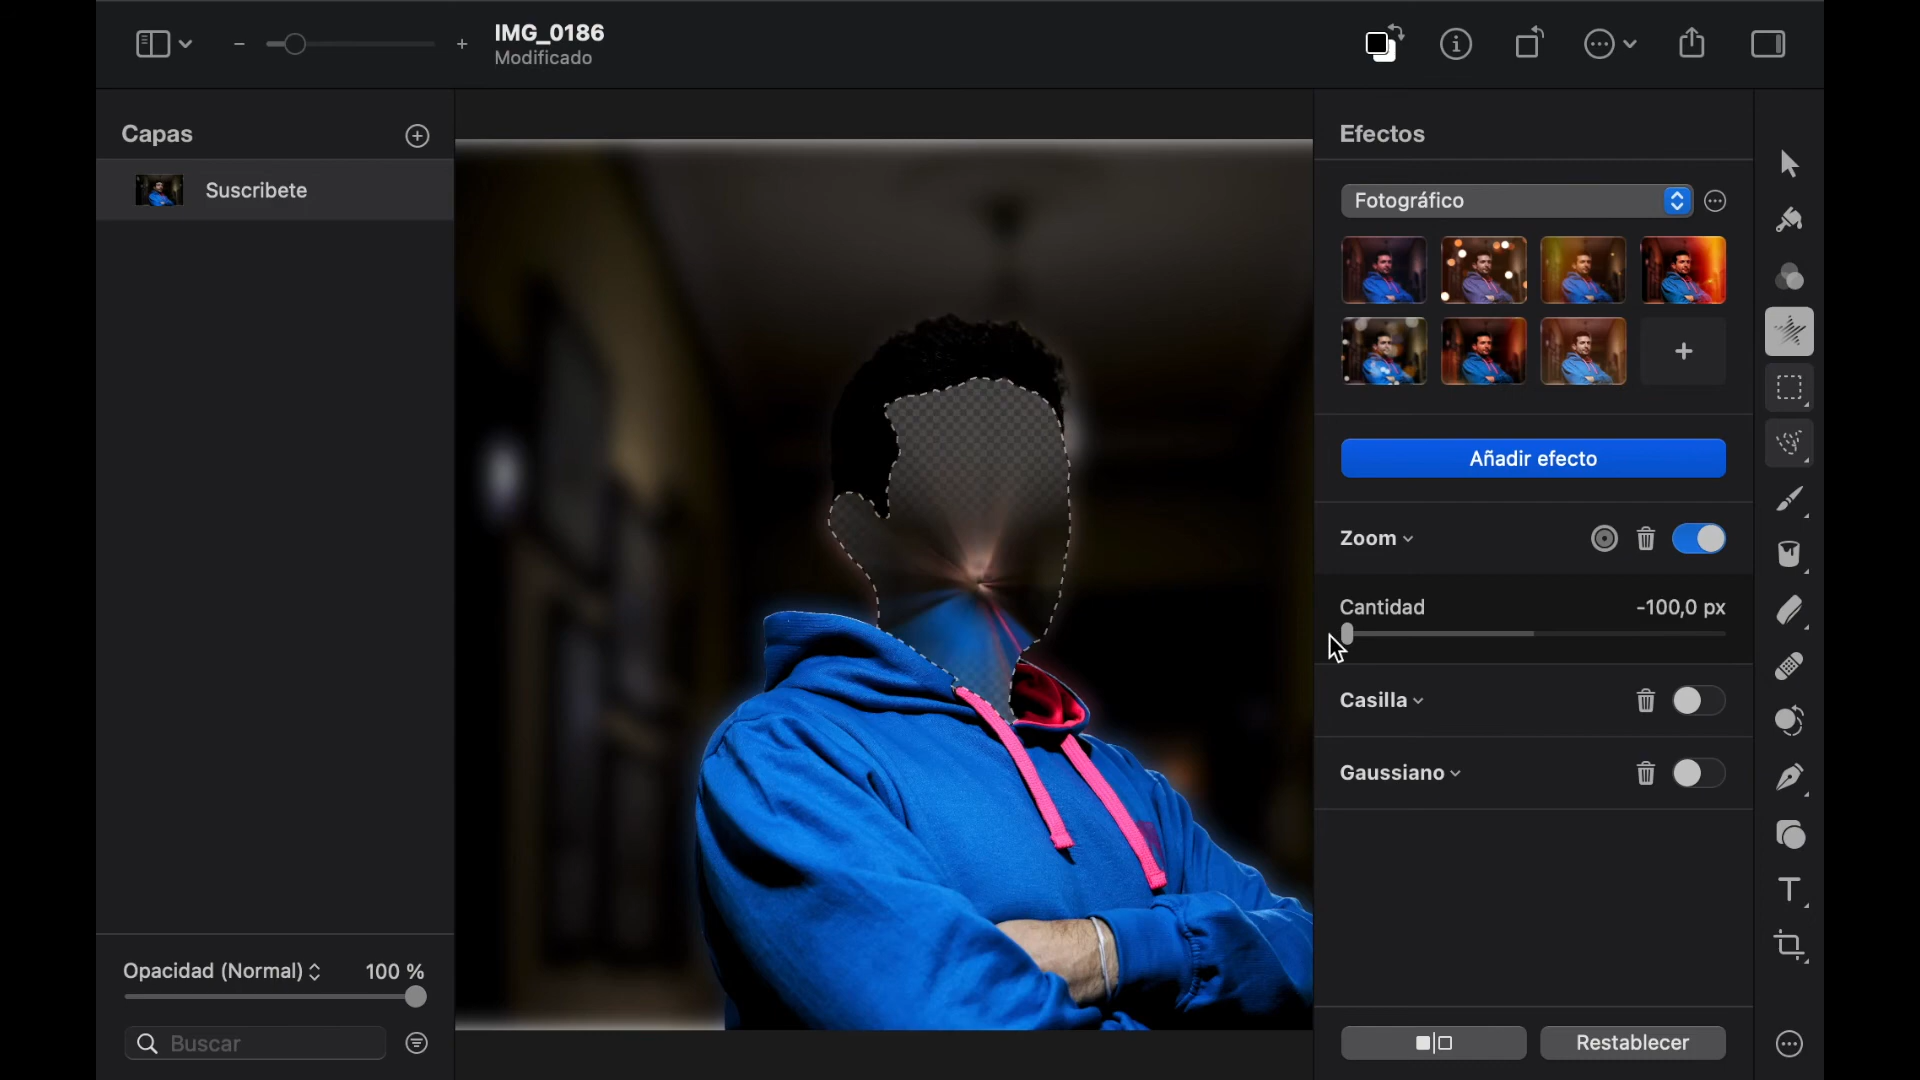 IMG_0186
Modificado
Capas
Suscribete
Opacidad (Normal) 100 %
Buscar
Efectos
Fotográfico
Añadir efecto
Zoom
Cantidad -100,0 px
Casilla
Gaussiano
Restablecer